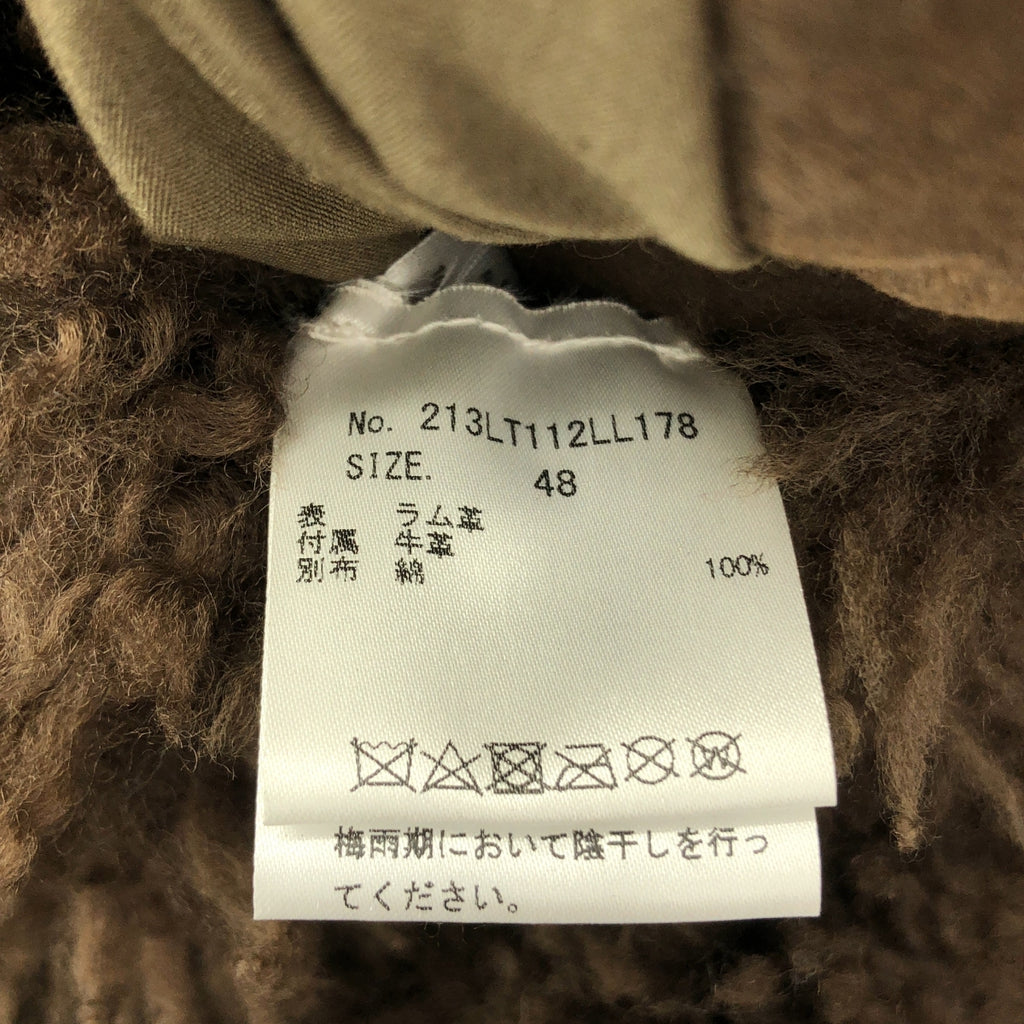 No. 213LT112LL178
SIZE. 48
表 ラム革
付属 牛革
別布 綿 100%
W
梅雨期において陰干しを行っ
てください。